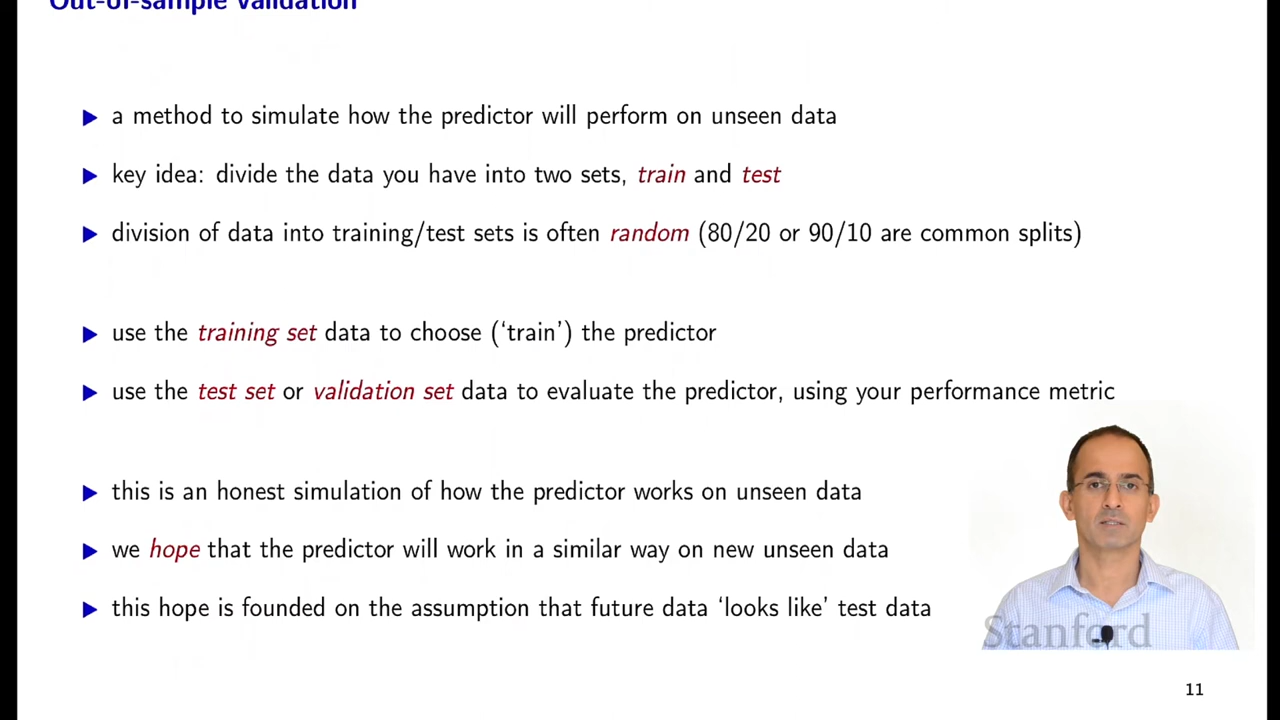 Out-of-sample validation
a method to simulate how the predictor will perform on unseen data
key idea: divide the data you have into two sets, train and test
division of data into training/test sets is often random (80/20 or 90/10 are common splits)
use the training set data to choose (‘train’) the predictor
use the test set or validation set data to evaluate the predictor, using your performance metric
this is an honest simulation of how the predictor works on unseen data
we hope that the predictor will work in a similar way on new unseen data
this hope is founded on the assumption that future data ‘looks like’ test data
Stanford
11